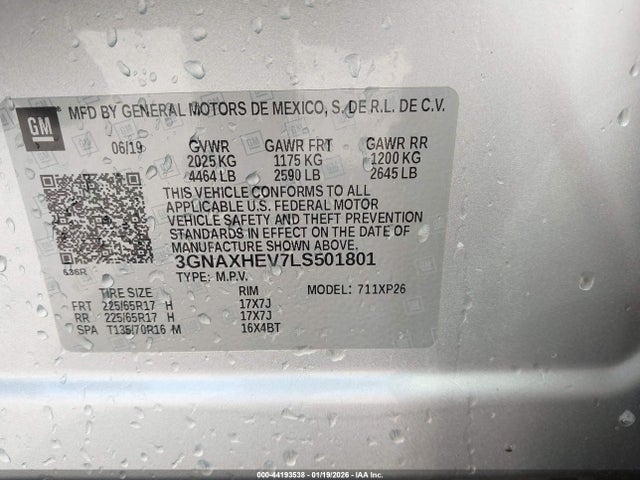 GM
MFD BY GENERAL MOTORS DE MEXICO, S. DE R.L. DE C.V.
06/19 GVWR GAWR FRT GAWR RR
2025 KG 1175 KG 1200 KG
4464 LB 2590 LB 2645 LB
THIS VEHICLE CONFORMS TO ALL
APPLICABLE U.S. FEDERAL MOTOR
VEHICLE SAFETY AND THEFT PREVENTION
STANDARDS IN EFFECT ON THE DATE OF
MANUFACTURE SHOWN ABOVE.
3GNAXHEV7LS501801
TYPE: M.P.V.
TIRE SIZE RIM MODEL: 711XP26
FRT 225/65R17 H 17X7J
RR 225/65R17 H 17X7J
SPA T135/70R16 M 16X4BT
000-44193538 - 01/19/2026 - IAA Inc.